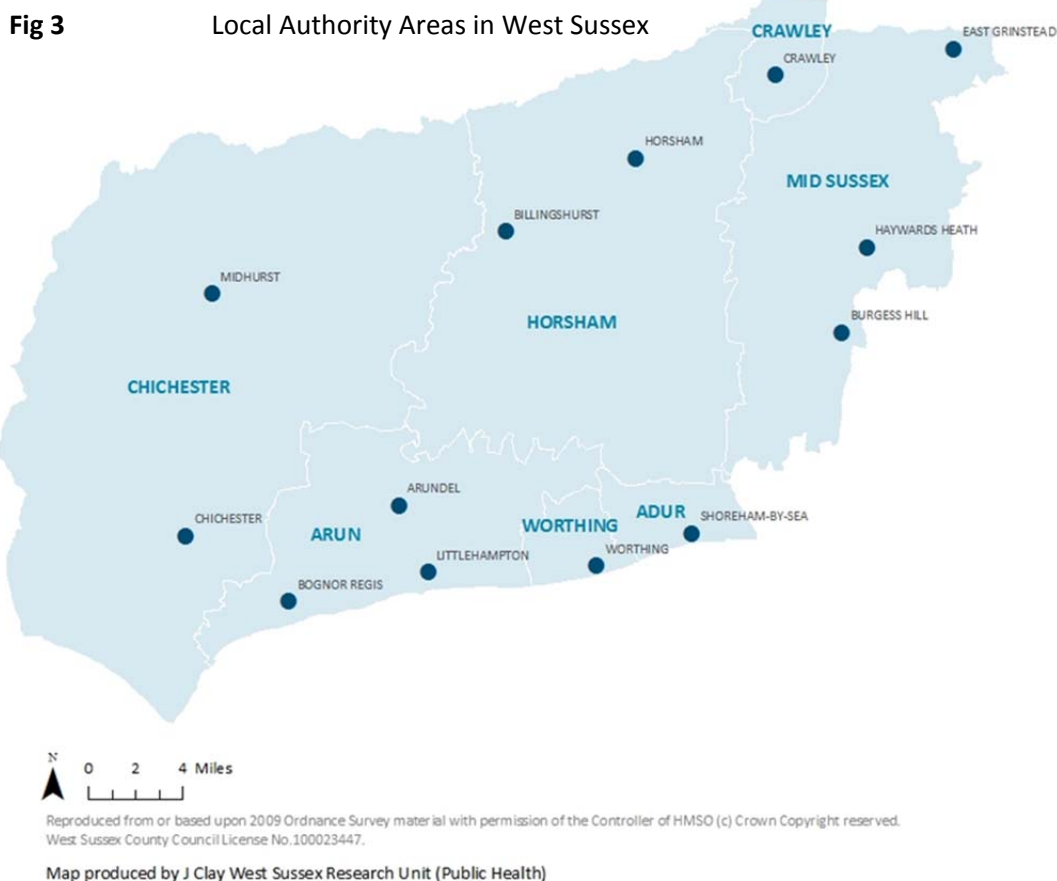 Fig 3 Local Authority Areas in West Sussex
CRAWLEY
EAST GRINSTEAD
CRAWLEY
HORSHAM
MID SUSSEX
BILLINGSHURST
HAYWARDS HEATH
MIDHURST
BURGESS HILL
HORSHAM
CHICHESTER
ARUNDEL
CHICHESTER
ARUN
WORTHING
ADUR
SHOREHAM-BY-SEA
LITTLEHAMPTON
WORTHING
BOGNOR REGIS
N
0 2 4 Miles
Reproduced from or based upon 2009 Ordnance Survey material with permission of the Controller of HMSO (c) Crown Copyright reserved.
West Sussex County Council License No.100023447.
Map produced by J Clay West Sussex Research Unit (Public Health)